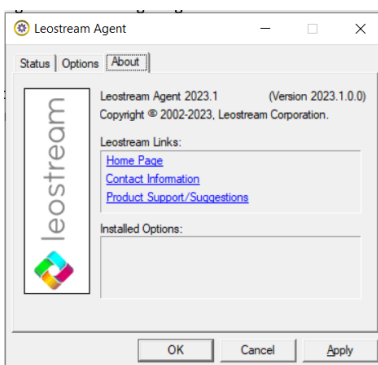 Leostream Agent
Status
Options
About
leostream
Leostream Agent 2023.1 (Version 2023.1.0.0)
Copyright © 2002-2023, Leostream Corporation.
Leostream Links:
Home Page
Contact Information
Product Support/Suggestions
Installed Options:
OK
Cancel
Apply